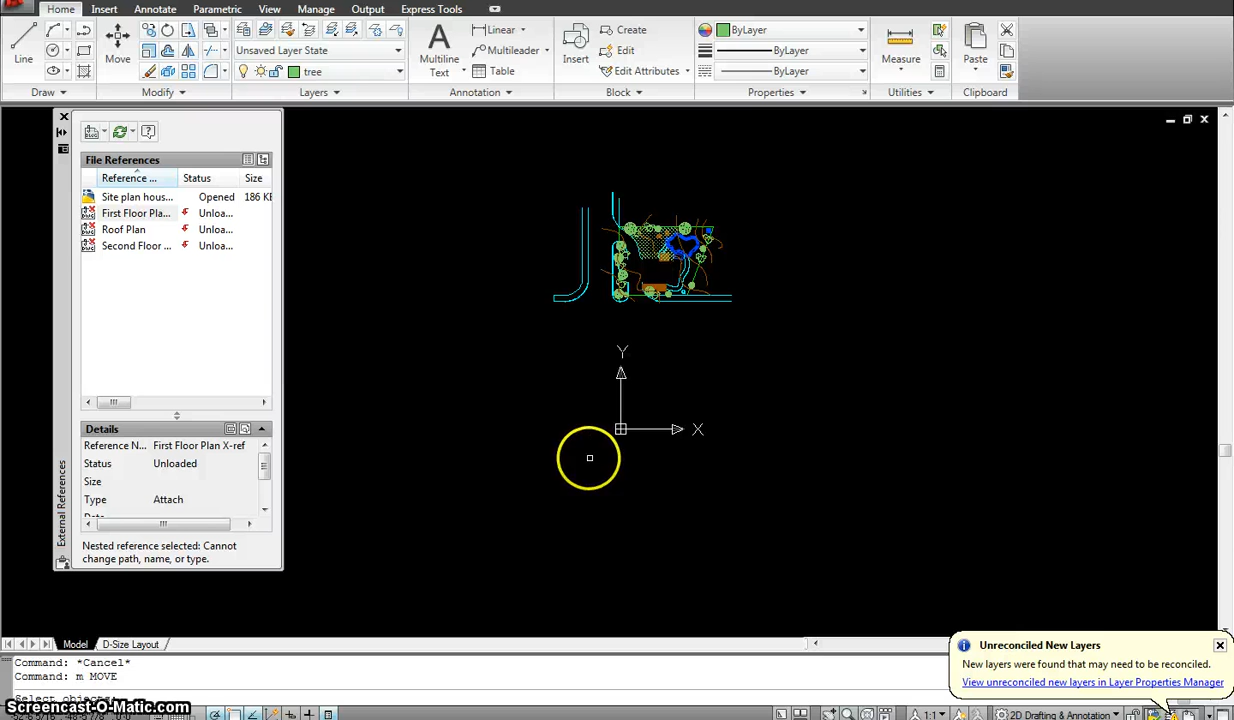 Home Insert Annotate Parametric View Manage Output Express Tools
Line Move Unsaved Layer State Multiline Text Linear Multileader Table Insert Create Edit Edit Attributes ByLayer ByLayer ByLayer Measure Paste
tree
Draw Modify Layers Annotation Block Properties Utilities Clipboard
File References
Reference ... Status Size
Site plan hous... Opened 186 KE
First Floor Pla... Unloa...
Roof Plan Unloa...
Second Floor ... Unloa...
Y
X
Details
Reference N... First Floor Plan X-ref
Status Unloaded
Size
Type Attach
Nested reference selected: Cannot
change path, name, or type.
External References
Model D-Size Layout
Command: *Cancel*
Command: m MOVE
Select objects:
Screencast-O-Matic.com
Unreconciled New Layers
New layers were found that may need to be reconciled.
View unreconciled new layers in Layer Properties Manager
1:1 2D Drafting & Annotation